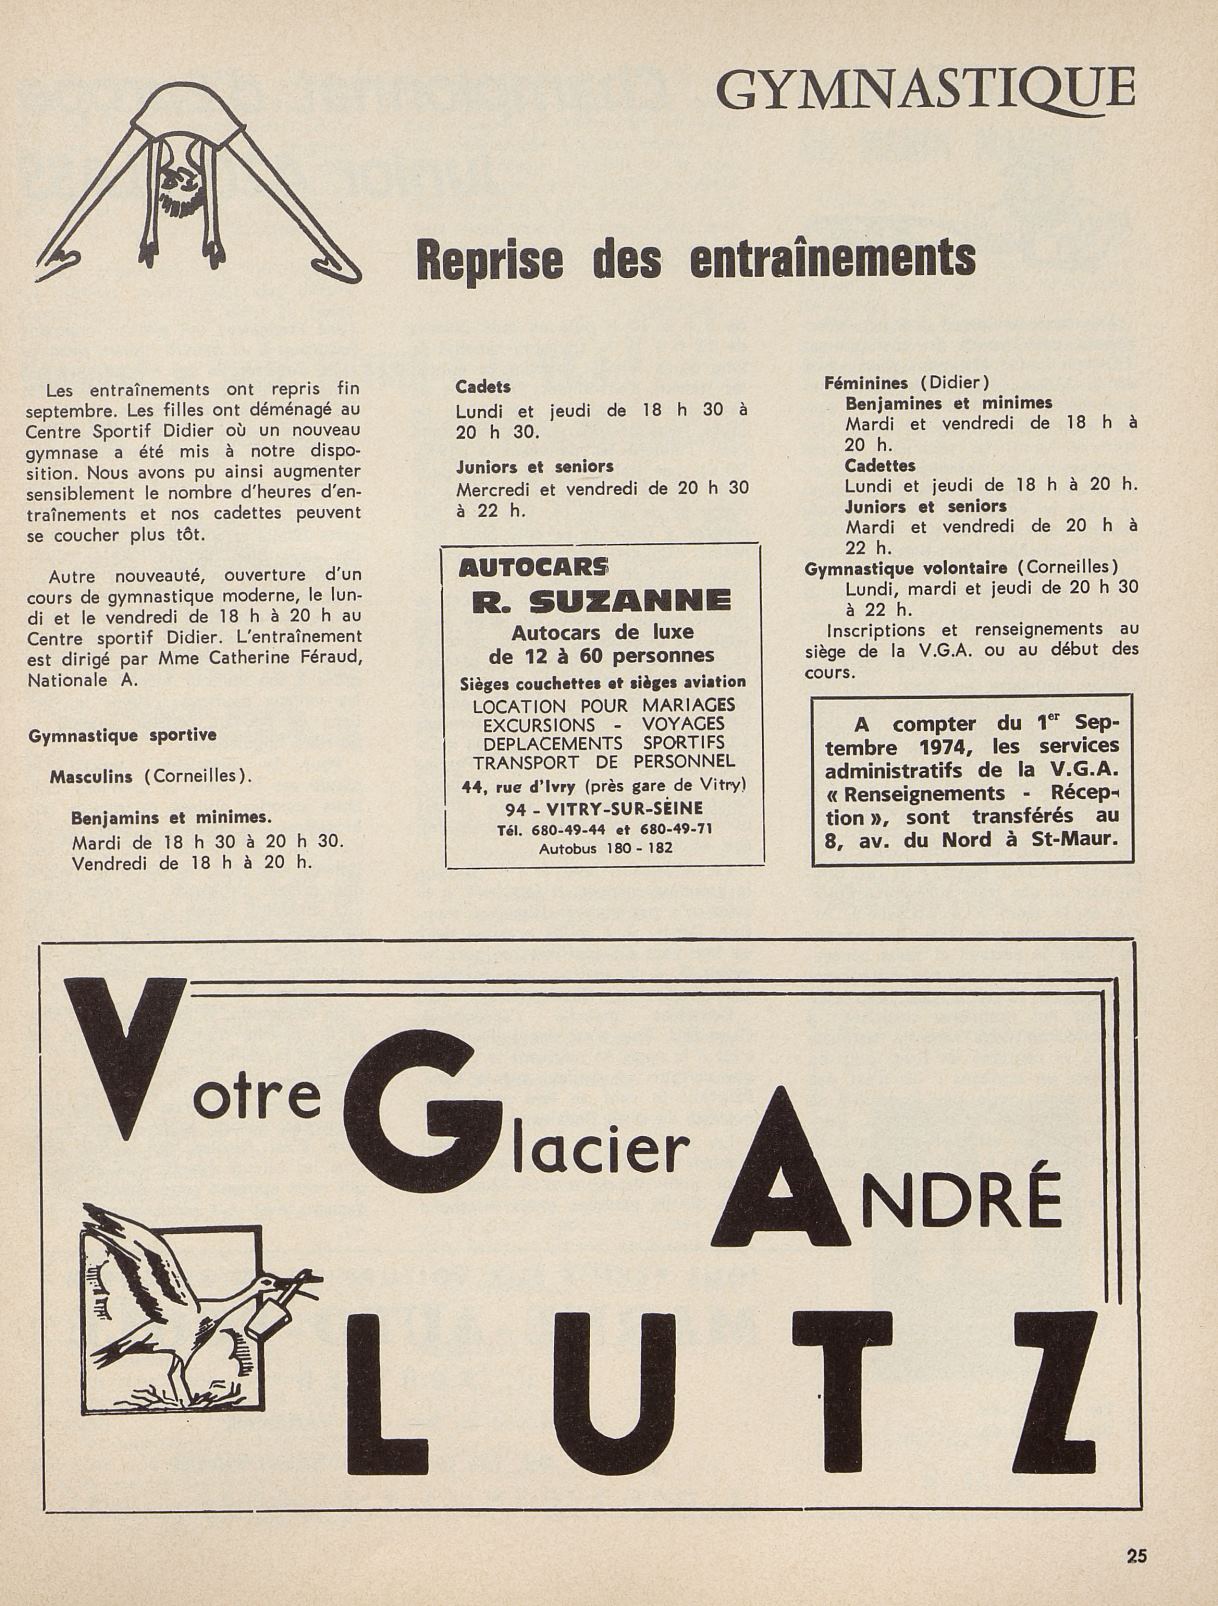 GYMNASTIQUE
Reprise des entraînements
Les entraînements ont repris fin
septembre. Les filles ont déménagé au
Centre Sportif Didier où un nouveau
gymnase a été mis à notre dispo-
sition. Nous avons pu ainsi augmenter
sensiblement le nombre d'heures d'en-
traînements et nos cadettes peuvent
se coucher plus tôt.
Autre nouveauté, ouverture d'un
cours de gymnastique moderne, le lun-
di et le vendredi de 18 h à 20 h au
Centre sportif Didier. L'entraînement
est dirigé par Mme Catherine Féraud,
Nationale A.
Gymnastique sportive
Masculins (Corneilles).
Benjamins et minimes.
Mardi de 18 h 30 à 20 h 30.
Vendredi de 18 h à 20 h.
Cadets
Lundi et jeudi de 18 h 30 à
20 h 30.
Juniors et seniors
Mercredi et vendredi de 20 h 30
à 22 h.
AUTOCARS
R. SUZANNE
Autocars de luxe
de 12 à 60 personnes
Sièges couchettes et sièges aviation
LOCATION POUR MARIAGES
EXCURSIONS - VOYAGES
DEPLACEMENTS SPORTIFS
TRANSPORT DE PERSONNEL
44, rue d'Ivry (près gare de Vitry)
94 - VITRY-SUR-SEINE
Tél. 680-49-44 et 680-49-71
Autobus 180 - 182
Féminines (Didier)
Benjamines et minimes
Mardi et vendredi de 18 h à
20 h.
Cadettes
Lundi et jeudi de 18 h à 20 h.
Juniors et seniors
Mardi et vendredi de 20 h à
22 h.
Gymnastique volontaire (Corneilles)
Lundi, mardi et jeudi de 20 h 30
à 22 h.
Inscriptions et renseignements au
siège de la V.G.A. ou au début des
cours.
A compter du 1er Sep-
tembre 1974, les services
administratifs de la V.G.A.
« Renseignements - Récep-
tion », sont transférés au
8, av. du Nord à St-Maur.
Votre Glacier ANDRÉ
LUTZ
25